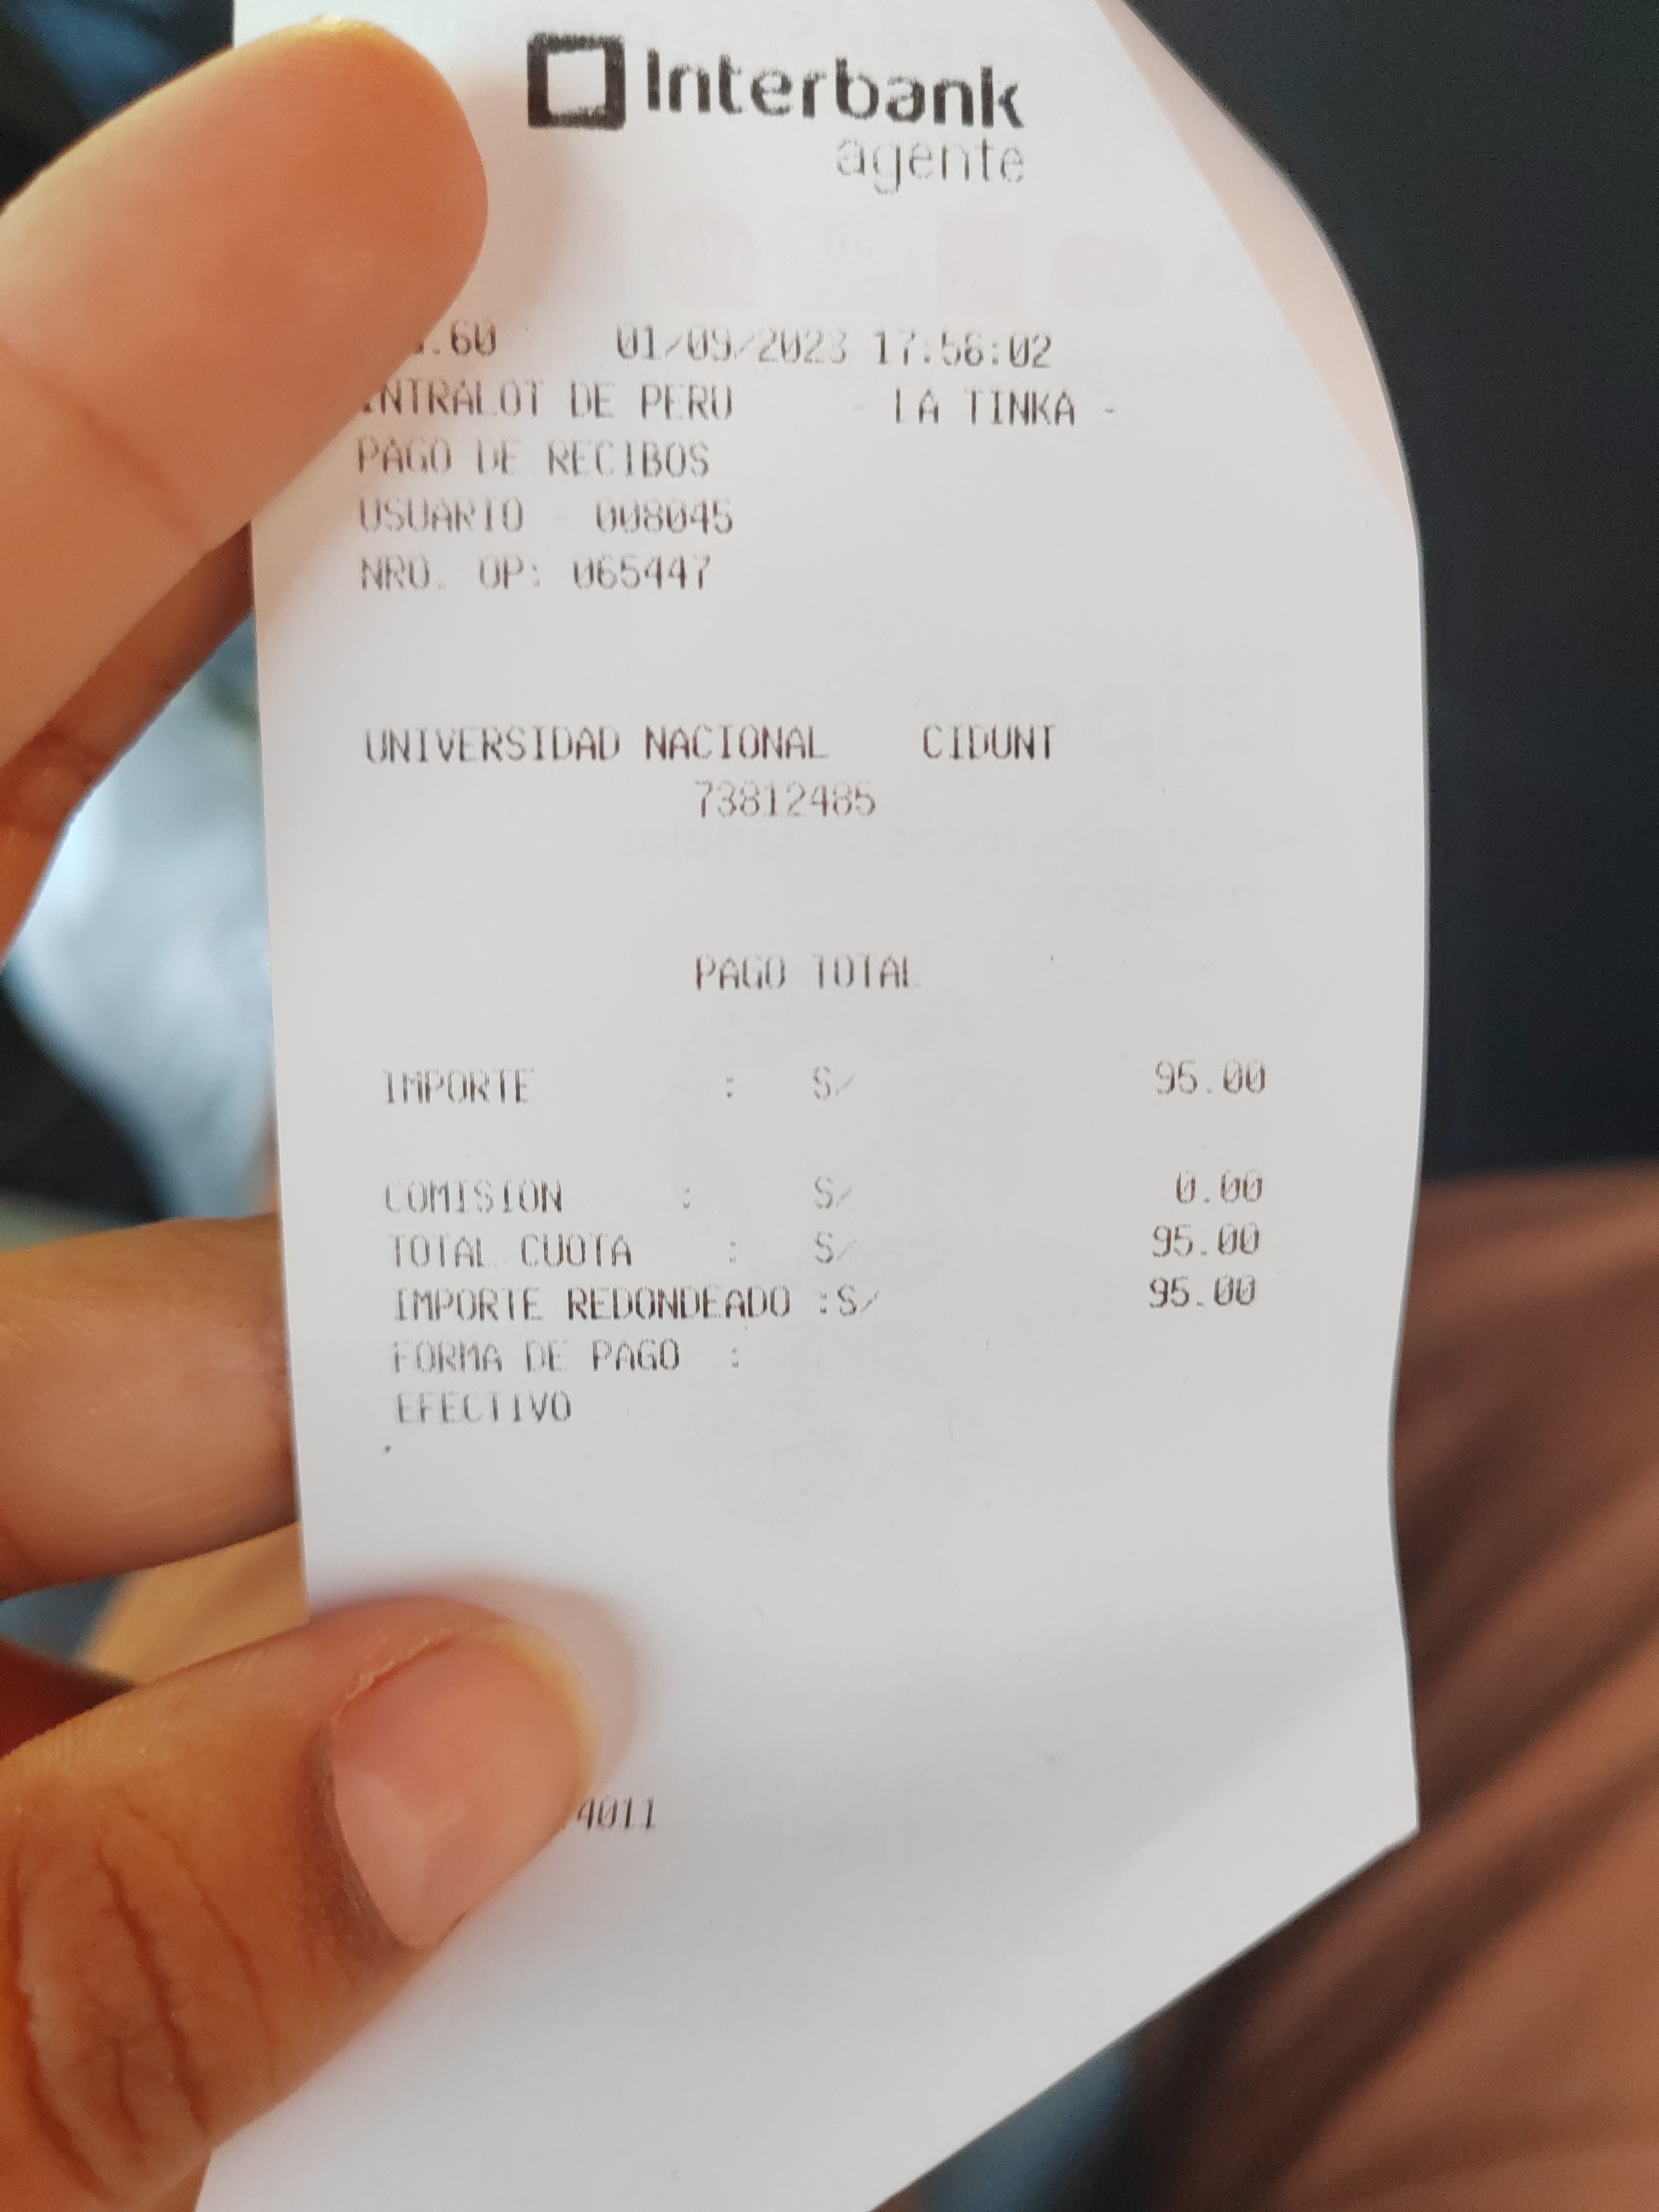 Interbank
agente
.60 01/09/2023 17:56:02
INTRALOT DE PERU - LA TINKA -
PAGO DE RECIBOS
USUARIO - 008045
NRO. OP: 065447
UNIVERSIDAD NACIONAL CIDUNT
73812485
PAGO TOTAL
IMPORTE : S/ 95.00
COMISION : S/ 0.00
TOTAL CUOTA : S/ 95.00
IMPORTE REDONDEADO :S/ 95.00
FORMA DE PAGO :
EFECTIVO
.
4011